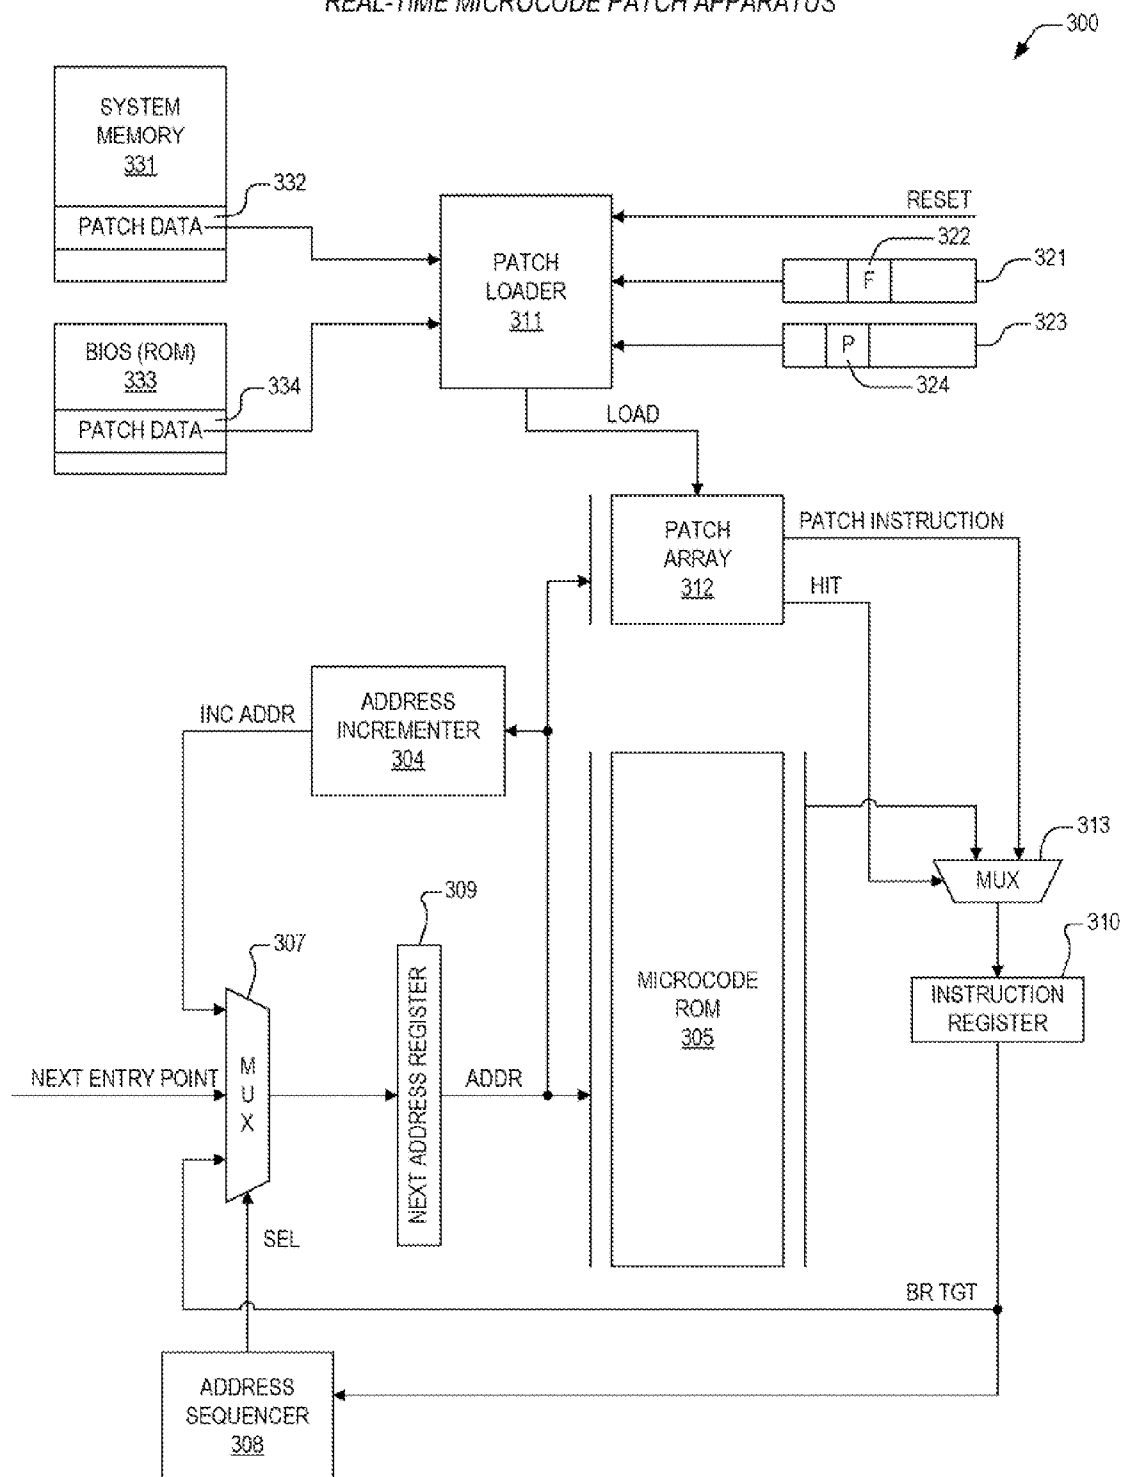 REAL-TIME MICROCODE PATCH APPARATUS
300
SYSTEM
MEMORY
331
332
PATCH DATA
BIOS (ROM)
333
334
PATCH DATA
PATCH
LOADER
311
RESET
322
321
F
323
P
324
LOAD
PATCH
ARRAY
312
PATCH INSTRUCTION
HIT
INC ADDR
ADDRESS
INCREMENTER
304
313
MUX
309
307
310
INSTRUCTION
REGISTER
MICROCODE
ROM
305
NEXT ENTRY POINT
MUX
NEXT ADDRESS REGISTER
ADDR
SEL
BR TGT
ADDRESS
SEQUENCER
308